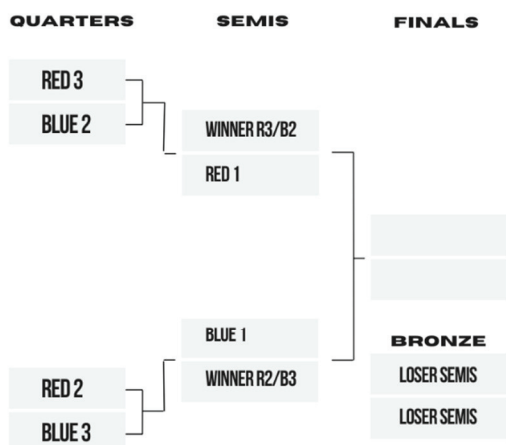 QUARTERS
SEMIS
FINALS
RED 3
BLUE 2
WINNER R3/B2
RED 1
BLUE 1
WINNER R2/B3
RED 2
BLUE 3
BRONZE
LOSER SEMIS
LOSER SEMIS